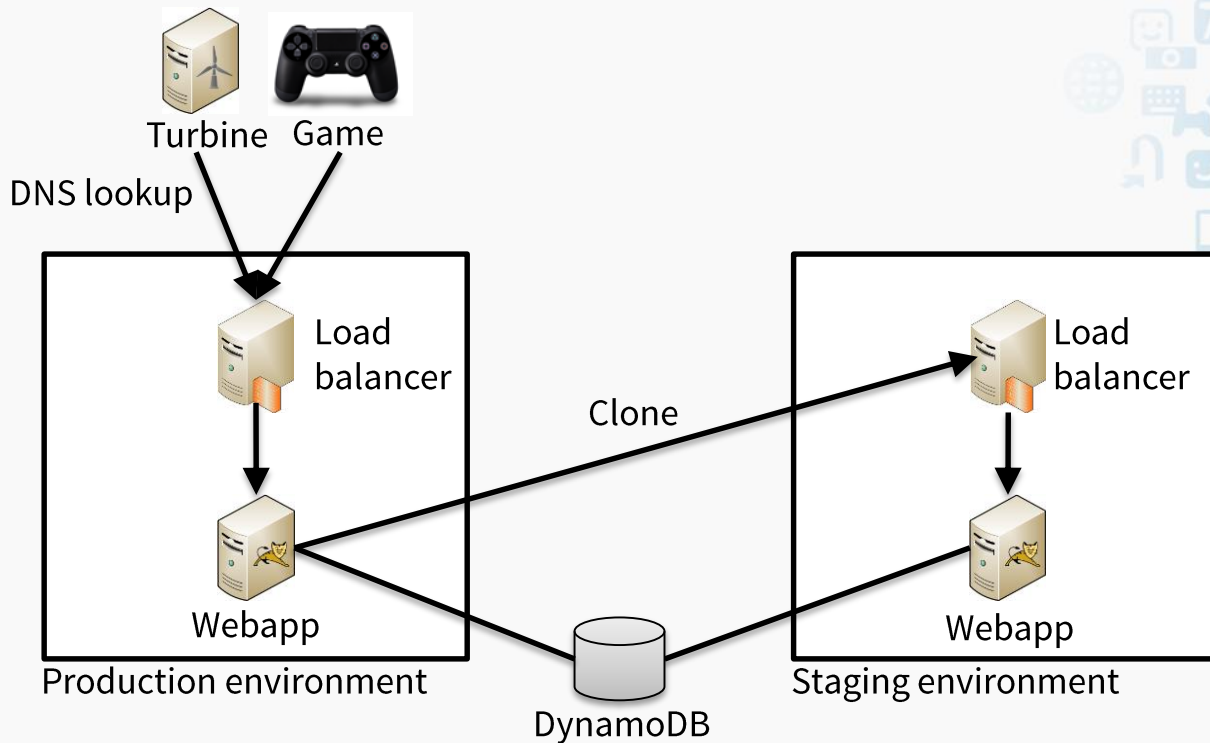 Turbine
Game
DNS lookup
Load
balancer
Load
balancer
Clone
Webapp
Webapp
Production environment
Staging environment
DynamoDB